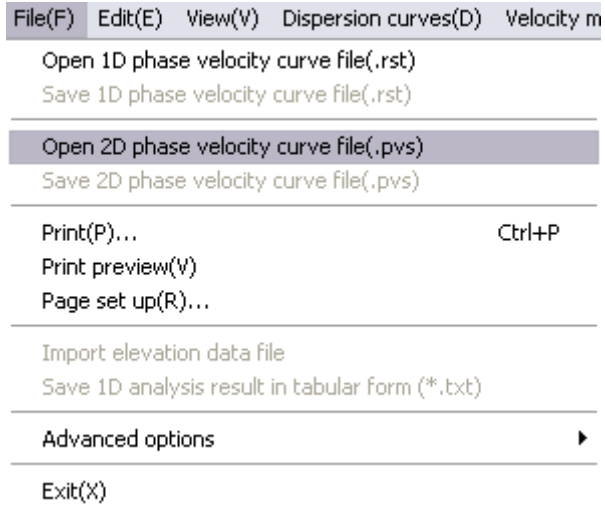 File(F) Edit(E) View(V) Dispersion curves(D) Velocity m
Open 1D phase velocity curve file(.rst)
Save 1D phase velocity curve file(.rst)
Open 2D phase velocity curve file(.pvs)
Save 2D phase velocity curve file(.pvs)
Print(P)... Ctrl+P
Print preview(V)
Page set up(R)...
Import elevation data file
Save 1D analysis result in tabular form (*.txt)
Advanced options
Exit(X)